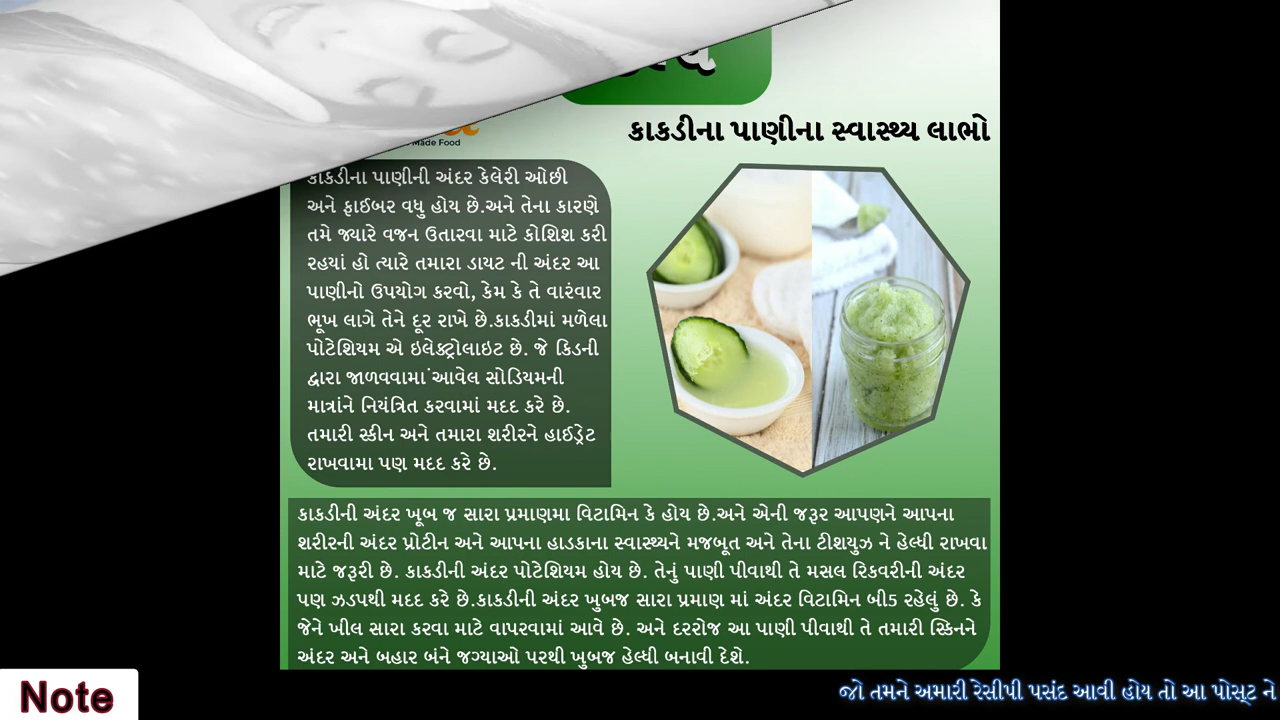 Made Food
કાકડીના પાણીના સ્વાસ્થ્ય લાભો
કાકડીના પાણીની અંદર કેલેરી ઓછી
અને ફાઈબર વધુ હોય છે.અને તેના કારણે
તમે જ્યારે વજન ઉતારવા માટે કોશિશ કરી
રહયાં હો ત્યારે તમારા ડાયટ ની અંદર આ
પાણીનો ઉપયોગ કરવો, કેમ કે તે વારંવાર
ભૂખ લાગે તેને દૂર રાખે છે.કાકડીમાં મળેલા
પોટેશિયમ એ ઇલેક્ટ્રોલાઇટ છે. જે કિડની
દ્વારા જાળવવામાં આવેલ સોડિયમની
માત્રાંને નિયંત્રિત કરવામાં મદદ કરે છે.
તમારી સ્કીન અને તમારા શરીરને હાઈડ્રેટ
રાખવામા પણ મદદ કરે છે.
કાકડીની અંદર ખૂબ જ સારા પ્રમાણમા વિટામિન કે હોય છે.અને એની જરૂર આપણને આપના
શરીરની અંદર પ્રોટીન અને આપના હાડકાના સ્વાસ્થ્યને મજબૂત અને તેના ટીશયુઝ ને હેલ્ધી રાખવા
માટે જરૂરી છે. કાકડીની અંદર પોટેશિયમ હોય છે. તેનું પાણી પીવાથી તે મસલ રિકવરીની અંદર
પણ ઝડપથી મદદ કરે છે.કાકડીની અંદર ખુબજ સારા પ્રમાણ માં અંદર વિટામિન બી5 રહેલું છે. કે
જેને ખીલ સારા કરવા માટે વાપરવામાં આવે છે. અને દરરોજ આ પાણી પીવાથી તે તમારી સ્કિનને
અંદર અને બહાર બંને જગ્યાઓ પરથી ખુબજ હેલ્ધી બનાવી દેશે.
Note
જો તમને અમારી રેસીપી પસંદ આવી હોય તો આ પોસ્ટ ને